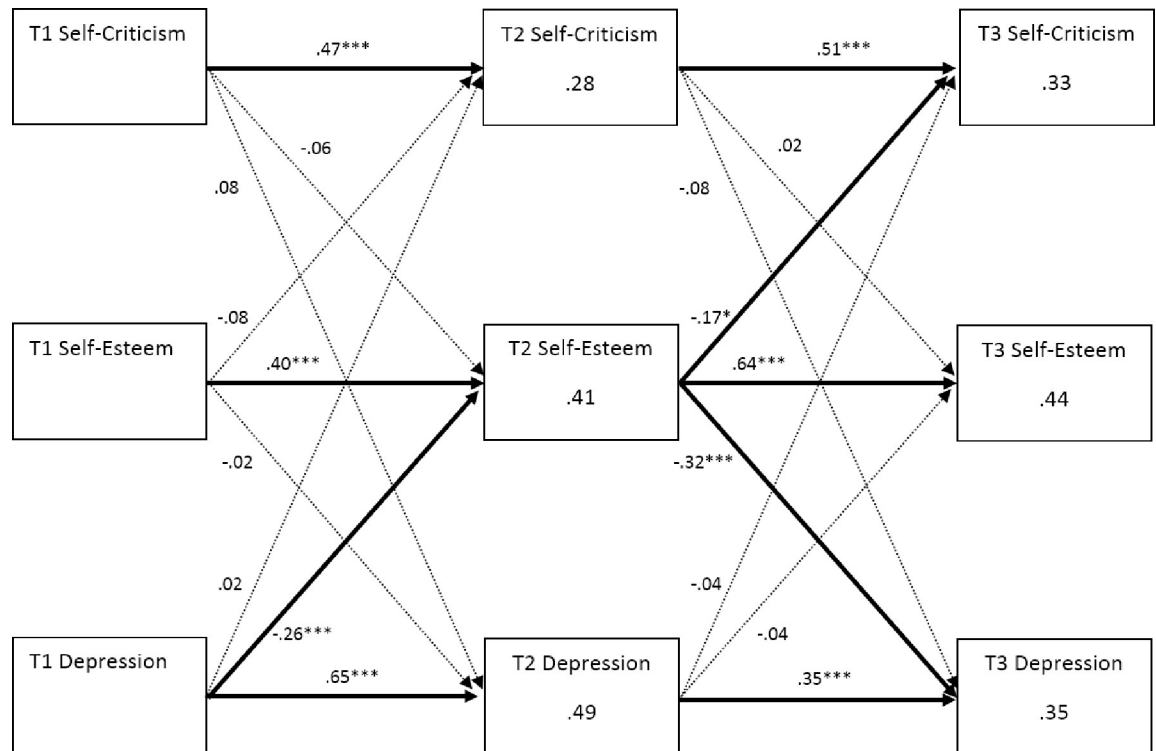 T1 Self-Criticism
T2 Self-Criticism
.28
T3 Self-Criticism
.33
.47***
.51***
-.06
.08
.02
-.08
-.08
-.17*
T1 Self-Esteem
T2 Self-Esteem
.41
T3 Self-Esteem
.44
.40***
.64***
-.02
-.32***
.02
-.04
-.26***
-.04
T1 Depression
T2 Depression
.49
T3 Depression
.35
.65***
.35***